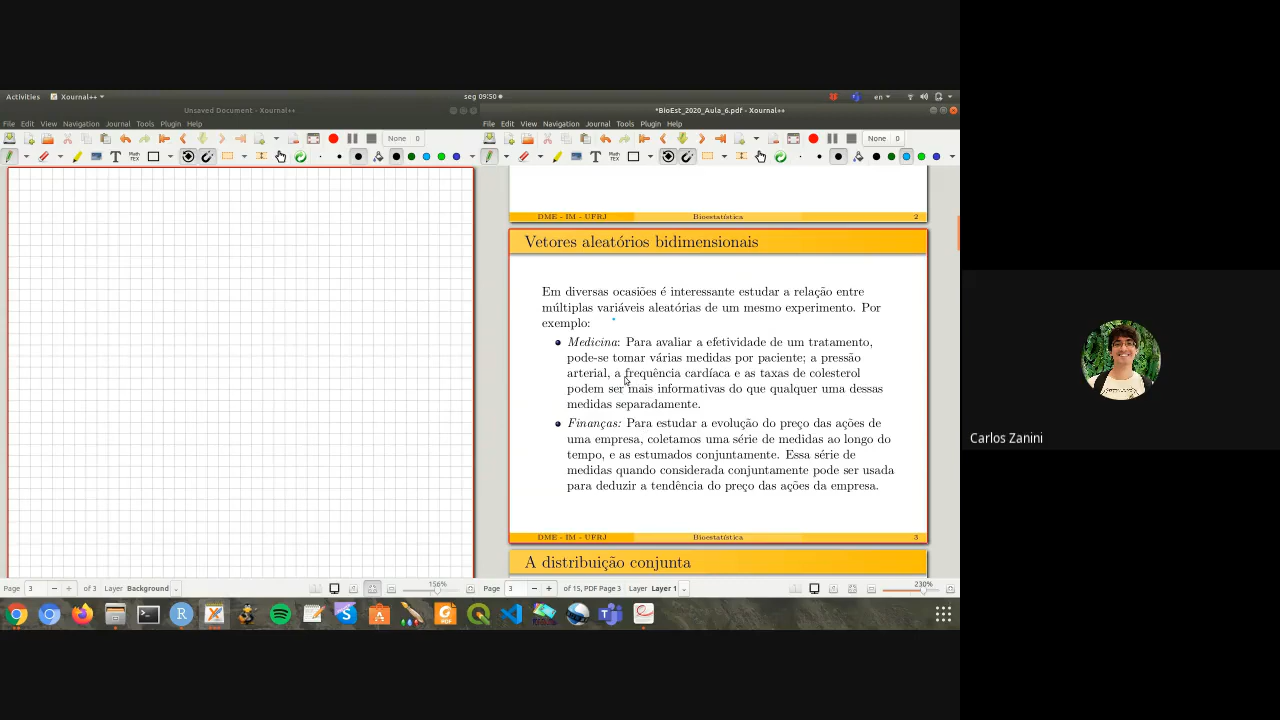 Activities Xournal++ seg 09:50 en
Unsaved Document - Xournal++
*BioEst_2020_Aula_6.pdf - Xournal++
File Edit View Navigation Journal Tools Plugin Help
File Edit View Navigation Journal Tools Plugin Help
None 0
None 0
DME - IM - UFRJ Bioestatística 2
Vetores aleatórios bidimensionais
Em diversas ocasiões é interessante estudar a relação entre
múltiplas variáveis aleatórias de um mesmo experimento. Por
exemplo:
Medicina: Para avaliar a efetividade de um tratamento,
pode-se tomar várias medidas por paciente; a pressão
arterial, a frequência cardíaca e as taxas de colesterol
podem ser mais informativas do que qualquer uma dessas
medidas separadamente.
Finanças: Para estudar a evolução do preço das ações de
uma empresa, coletamos uma série de medidas ao longo do
tempo, e as estumados conjuntamente. Essa série de
medidas quando considerada conjuntamente pode ser usada
para deduzir a tendência do preço das ações da empresa.
DME - IM - UFRJ Bioestatística 3
A distribuição conjunta
Page 3 of 3 Layer Background 156%
Page 3 of 15, PDF Page 3 Layer Layer 1 230%
Carlos Zanini